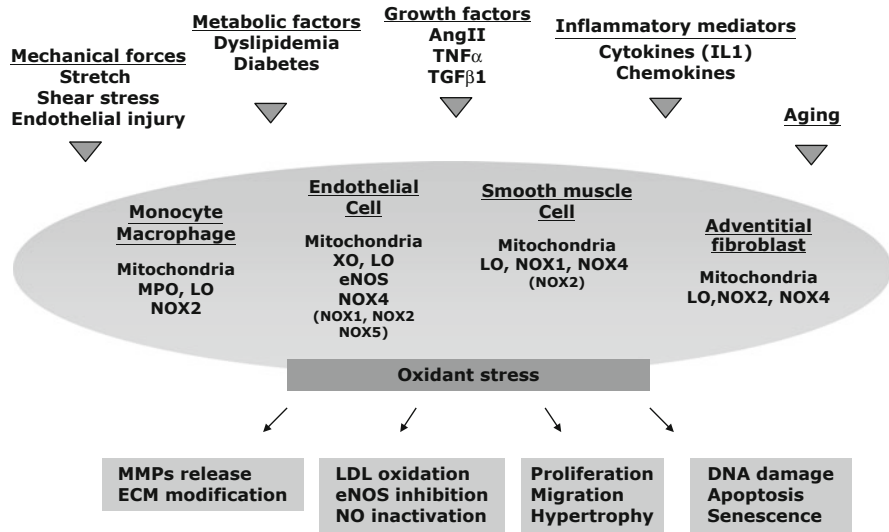 Mechanical forces
Stretch
Shear stress
Endothelial injury
Metabolic factors
Dyslipidemia
Diabetes
Growth factors
AngII
TNFα
TGFβ1
Inflammatory mediators
Cytokines (IL1)
Chemokines
Aging
Monocyte
Macrophage
Mitochondria
MPO, LO
NOX2
Endothelial
Cell
Mitochondria
XO, LO
eNOS
NOX4
(NOX1, NOX2
NOX5)
Smooth muscle
Cell
Mitochondria
LO, NOX1, NOX4
(NOX2)
Adventitial
fibroblast
Mitochondria
LO,NOX2, NOX4
Oxidant stress
MMPs release
ECM modification
LDL oxidation
eNOS inhibition
NO inactivation
Proliferation
Migration
Hypertrophy
DNA damage
Apoptosis
Senescence